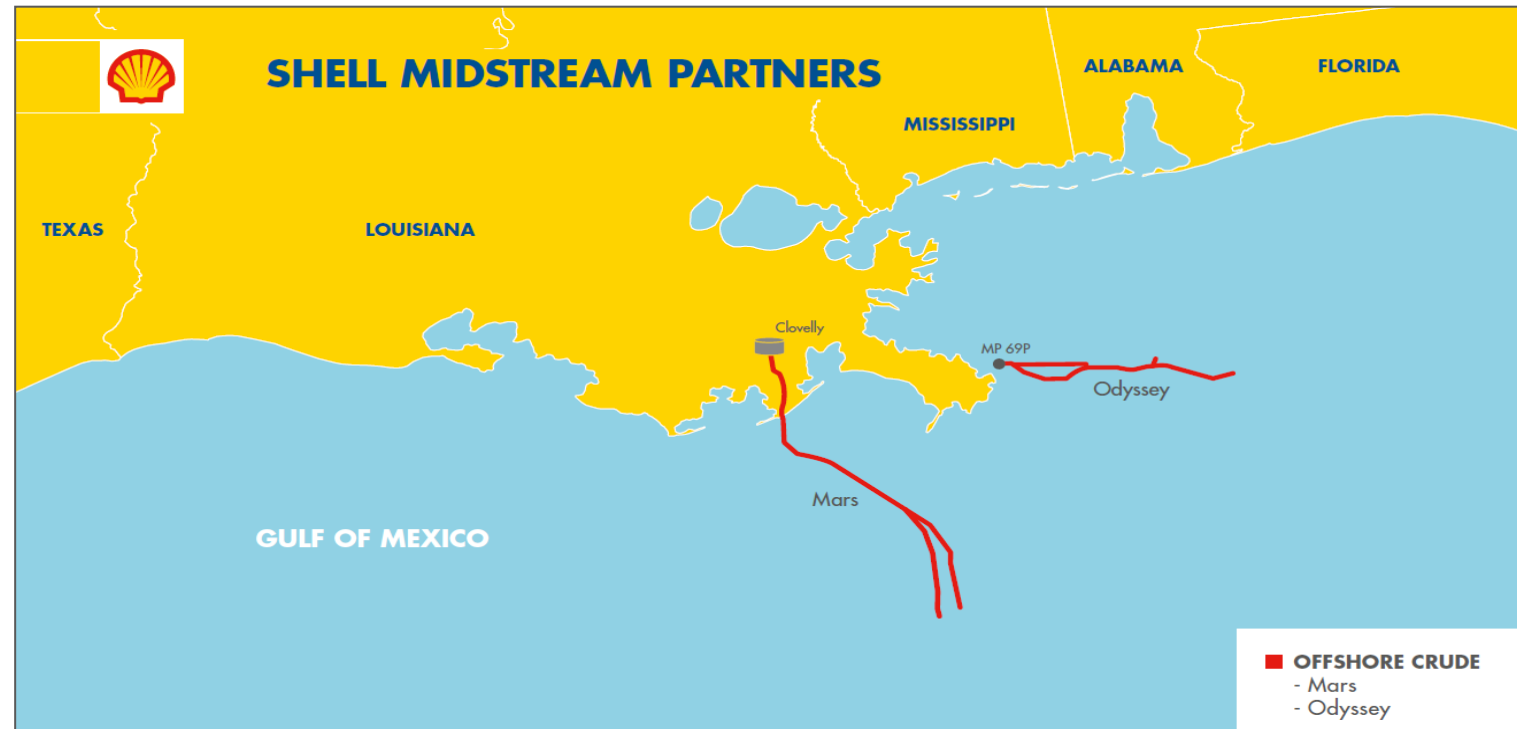 SHELL MIDSTREAM PARTNERS
ALABAMA
FLORIDA
MISSISSIPPI
TEXAS
LOUISIANA
Clovelly
MP 69P
Odyssey
Mars
GULF OF MEXICO
OFFSHORE CRUDE
- Mars
- Odyssey